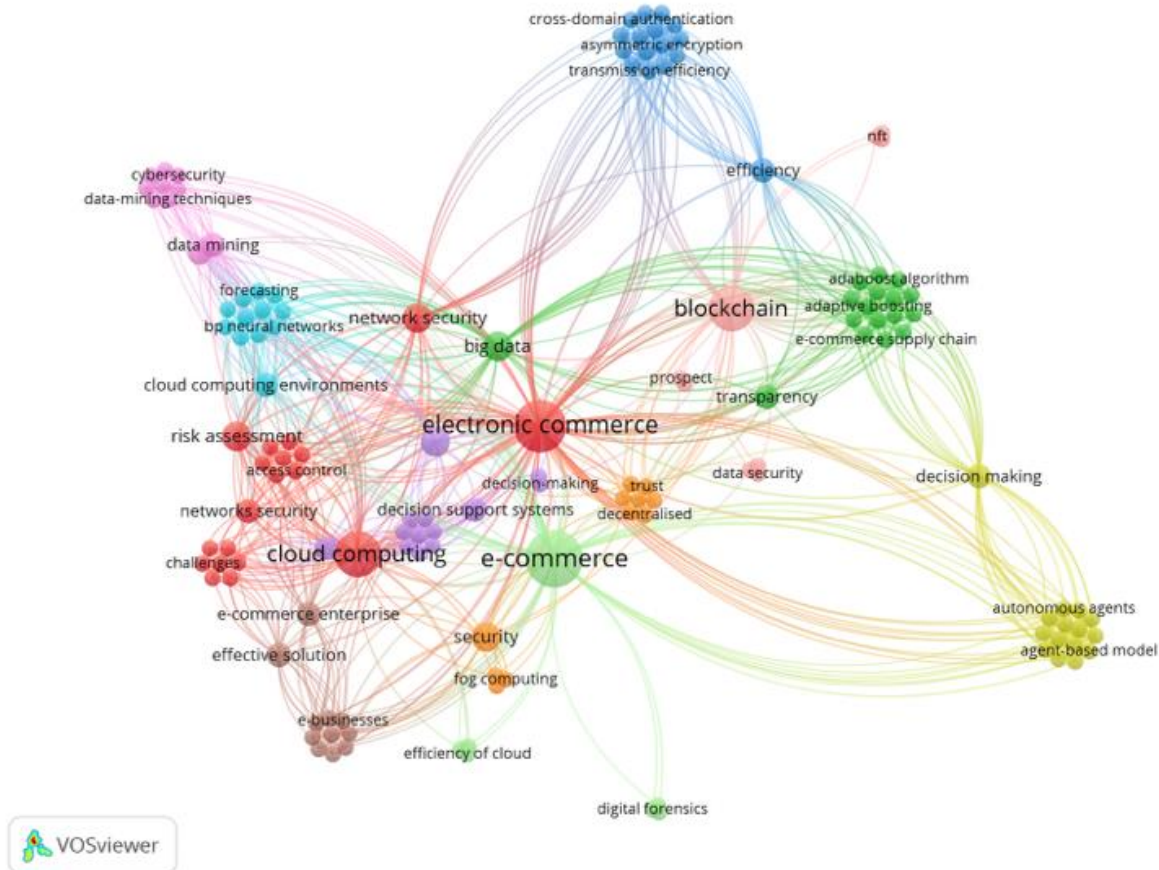 cross-domain authentication
asymmetric encryption
transmission efficiency
nft
efficiency
cybersecurity
data-mining techniques
data mining
adaboost algorithm
forecasting
adaptive boosting
blockchain
network security
bp neural networks
e-commerce supply chain
big data
prospect
cloud computing environments
transparency
electronic commerce
risk assessment
access control
data security
decision making
decision-making
trust
networks security
decision support systems
decentralised
cloud computing
e-commerce
challenges
autonomous agents
e-commerce enterprise
security
agent-based model
effective solution
fog computing
e-businesses
efficiency of cloud
digital forensics
VOSviewer